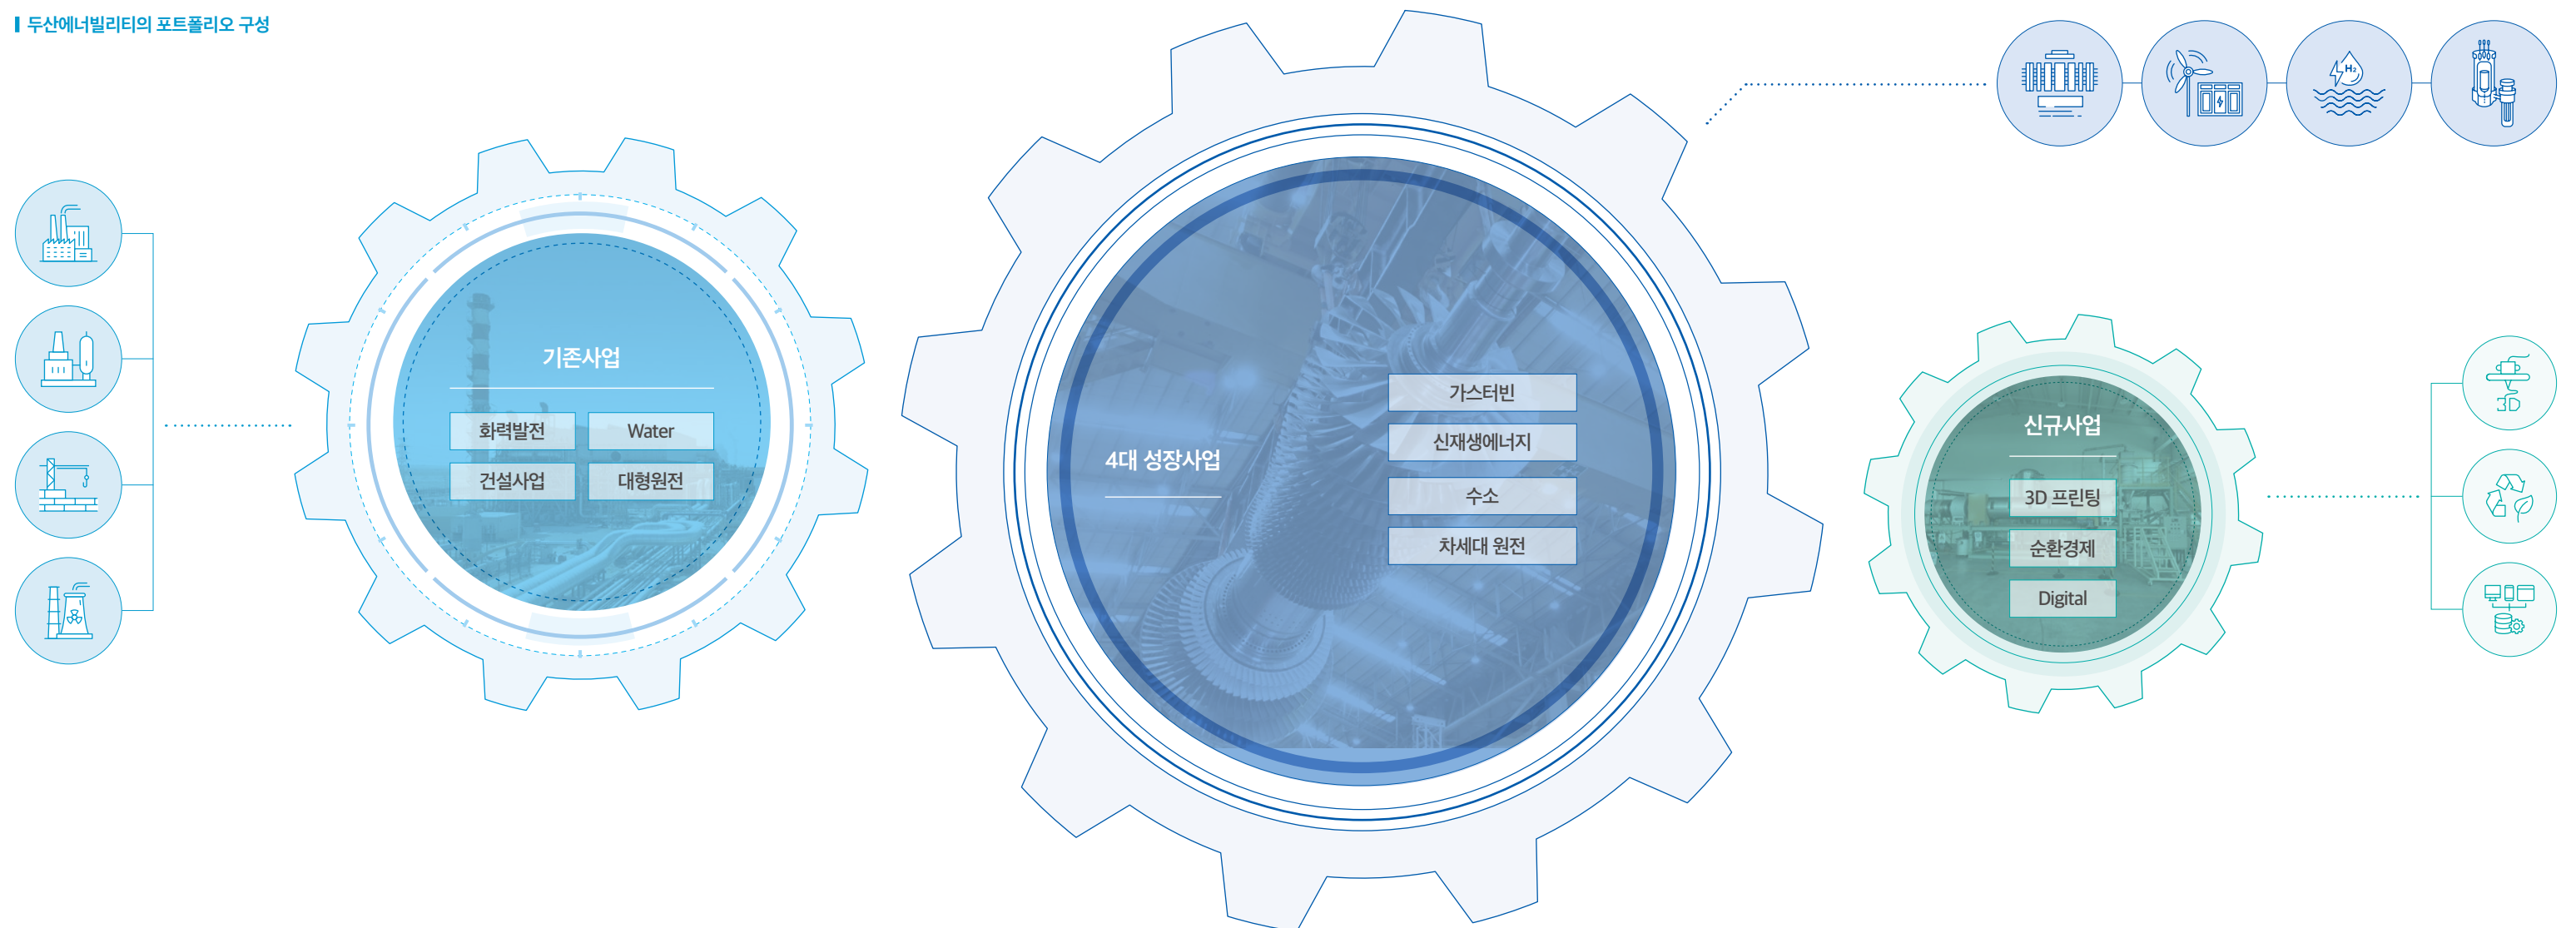 두산에너빌리티의 포트폴리오 구성
기존사업
화력발전 Water
건설사업 대형원전
4대 성장사업
가스터빈
신재생에너지
수소
차세대 원전
H₂
신규사업
3D 프린팅
순환경제
Digital
3D